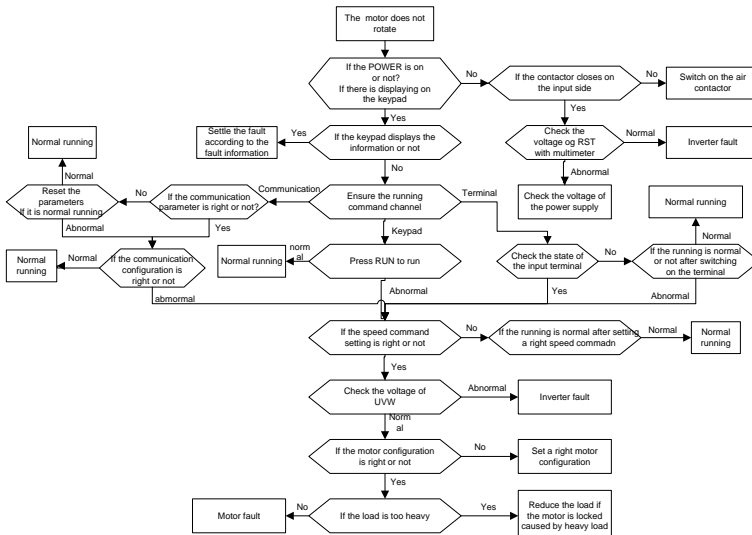 The motor does not
rotate
If the POWER is on
or not?
If there is displaying on
the keypad
No
If the contactor closes on
the input side
No
Switch on the air
contactor
Yes
Yes
Settle the fault
according to the
fault information
Yes
If the keypad displays the
information or not
Check the
voltage og RST
with multimeter
Normal
Inverter fault
Normal running
No
Abnormal
Normal
Reset the
parameters
If it is normal running
No
If the communication
parameter is right or not?
Communication
Ensure the running
command channel
Terminal
Check the voltage of
the power supply
Normal running
Abnormal
Yes
Keypad
Normal
Normal
running
Normal
If the communication
configuration is
right or not
Normal running
norm
al
Press RUN to run
Check the state of
the input terminal
No
If the running is normal
or not after switching
on the terminal
abmormal
Abnormal
Yes
Abnormal
If the speed command
setting is right or not
No
If the running is normal after setting
a right speed commadn
Normal
Normal
running
Yes
Check the voltage of
UVW
Abnormal
Inverter fault
Norm
al
If the motor configuration
is right or not
No
Set a right motor
configuration
Yes
Motor fault
No
If the load is too heavy
Yes
Reduce the load if
the motor is locked
caused by heavy load